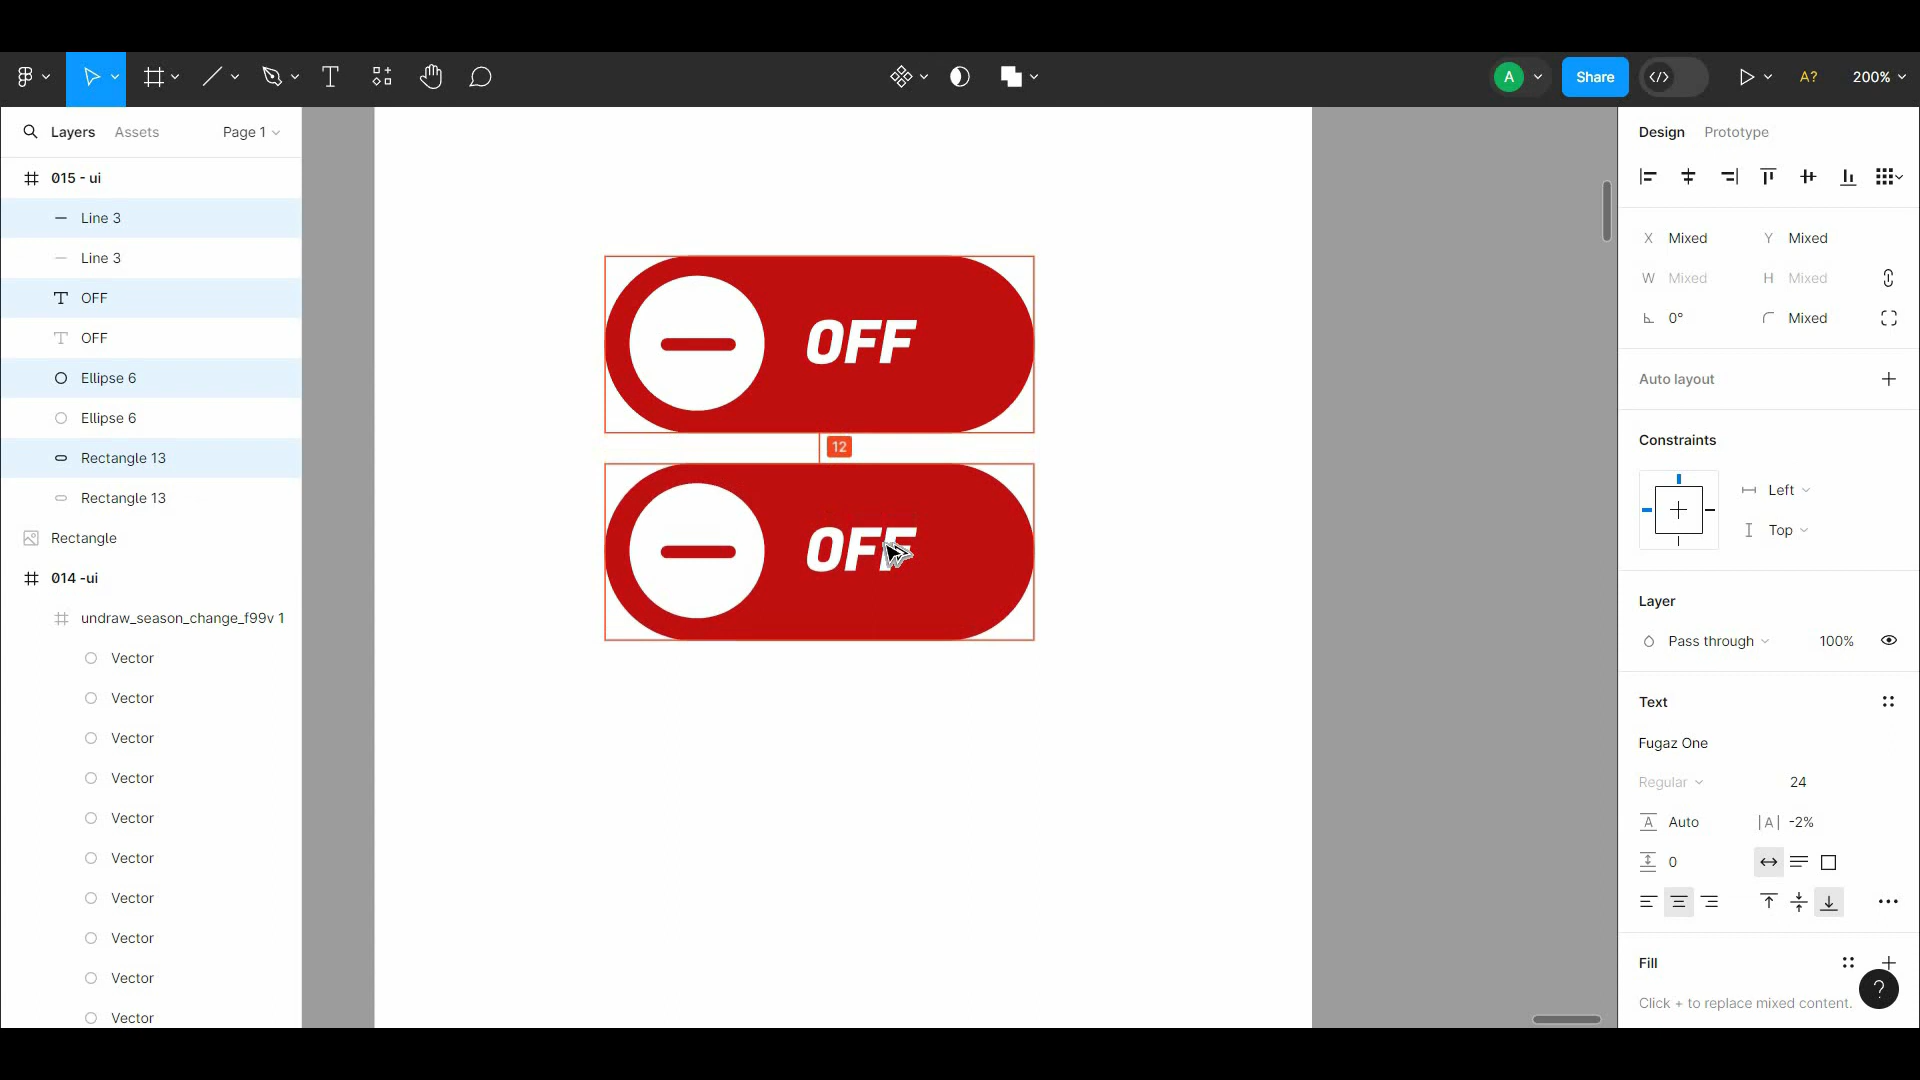 A
Share
A?
200%
Layers
Assets
Page 1
Design
Prototype
015 - ui
Line 3
Line 3
OFF
OFF
Ellipse 6
Ellipse 6
Rectangle 13
Rectangle 13
Rectangle
014 -ui
undraw_season_change_f99v 1
Vector
Vector
Vector
Vector
Vector
Vector
Vector
Vector
Vector
Vector
OFF
12
OFF
X Mixed
Y Mixed
W Mixed
H Mixed
0°
Mixed
Auto layout
Constraints
Left
Top
Layer
Pass through
100%
Text
Fugaz One
Regular
24
A Auto
|A| -2%
0
Fill
Click + to replace mixed content.
?